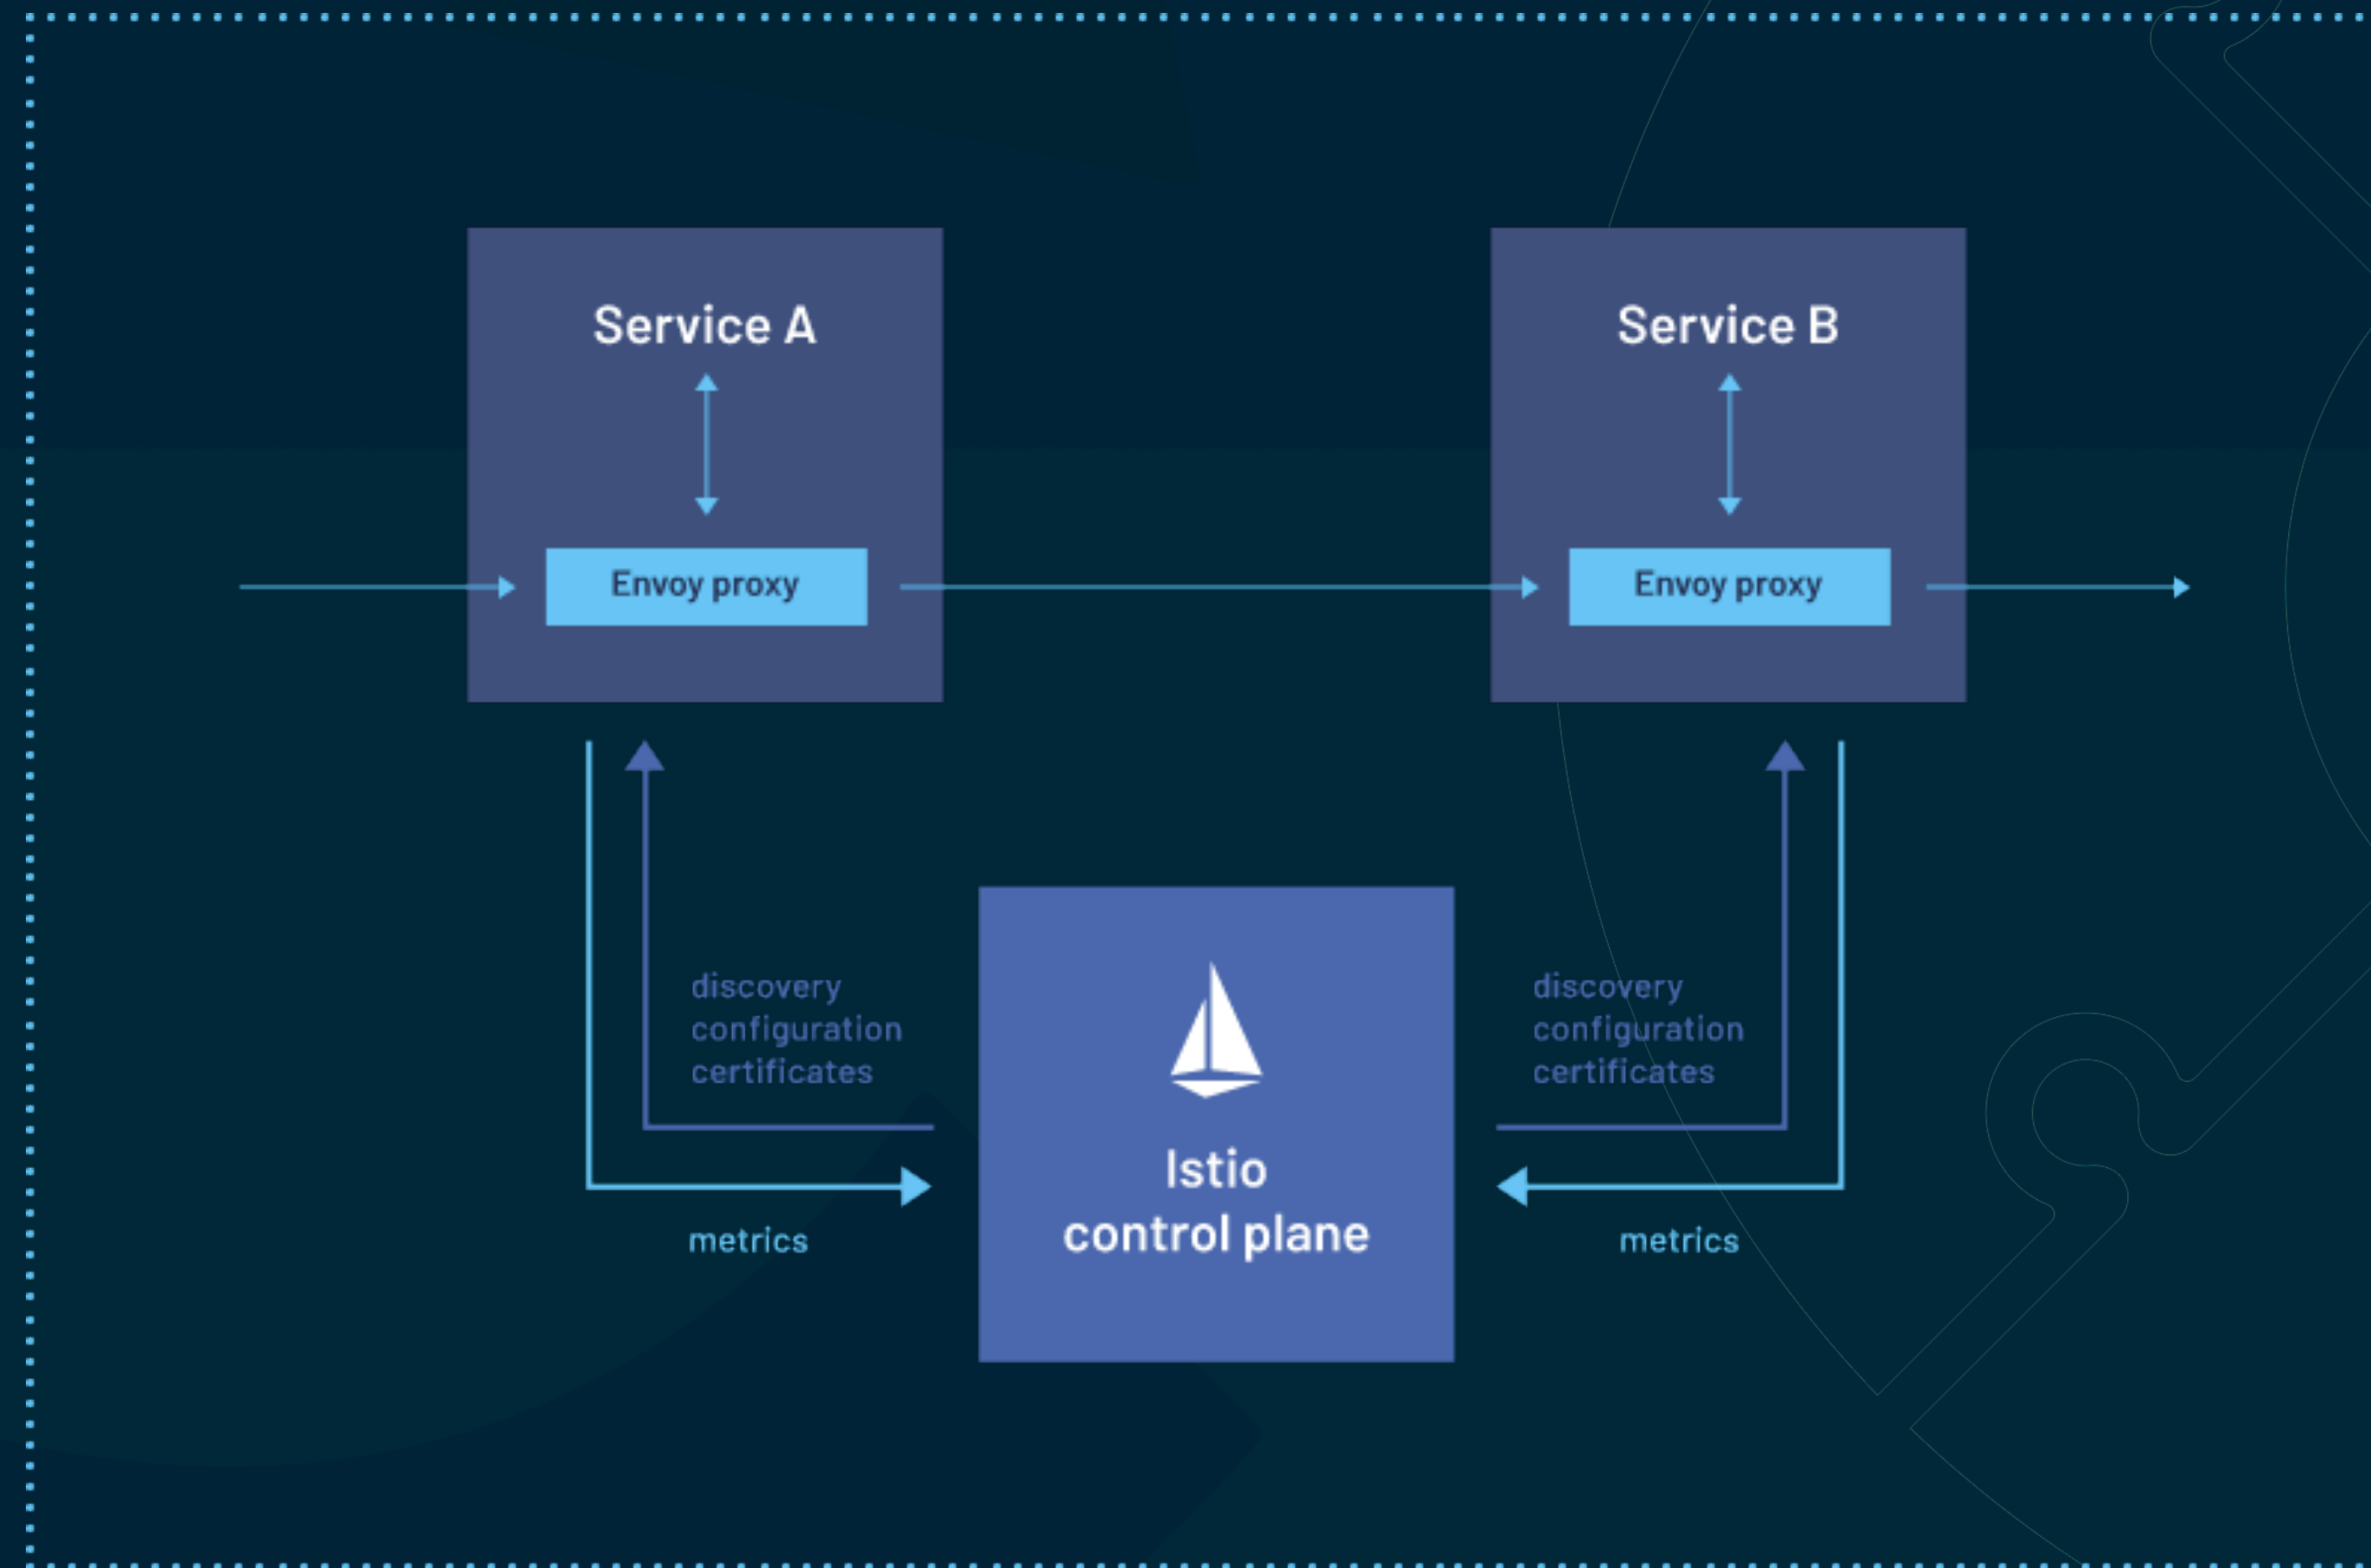 Service A
Service B
Envoy proxy
Envoy proxy
discovery
configuration
certificates
discovery
configuration
certificates
Istio
control plane
metrics
metrics